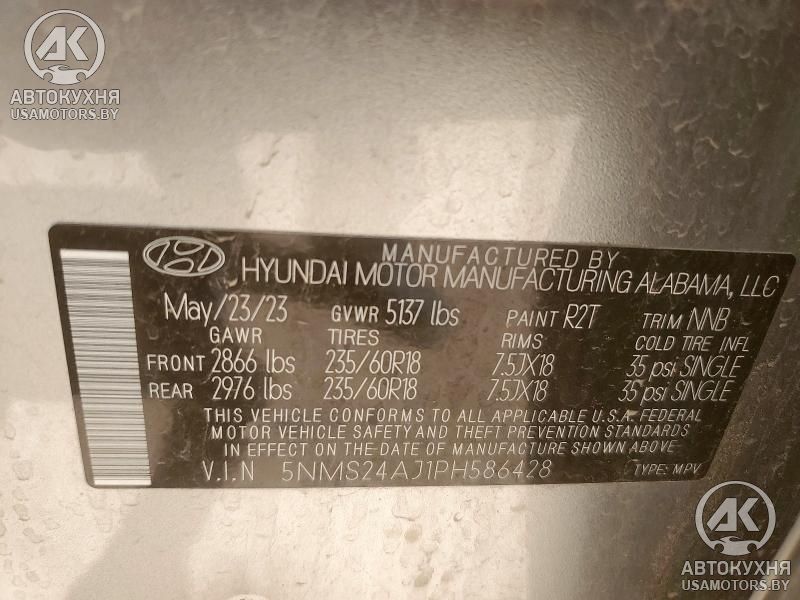 AK
АВТОКУХНЯ
USAMOTORS.BY
MANUFACTURED BY
HYUNDAI MOTOR MANUFACTURING ALABAMA, LLC
May/23/23 GVWR 5137 lbs PAINT R2T TRIM NNB
GAWR TIRES RIMS COLD TIRE INFL
FRONT 2866 lbs 235/60R18 7.5JX18 35 psi SINGLE
REAR 2976 lbs 235/60R18 7.5JX18 35 psi SINGLE
THIS VEHICLE CONFORMS TO ALL APPLICABLE U.S.A. FEDERAL
MOTOR VEHICLE SAFETY AND THEFT PREVENTION STANDARDS
IN EFFECT ON THE DATE OF MANUFACTURE SHOWN ABOVE.
V.I.N 5NMS24AJ1PH586428 TYPE: MPV
AK
АВТОКУХНЯ
USAMOTORS.BY